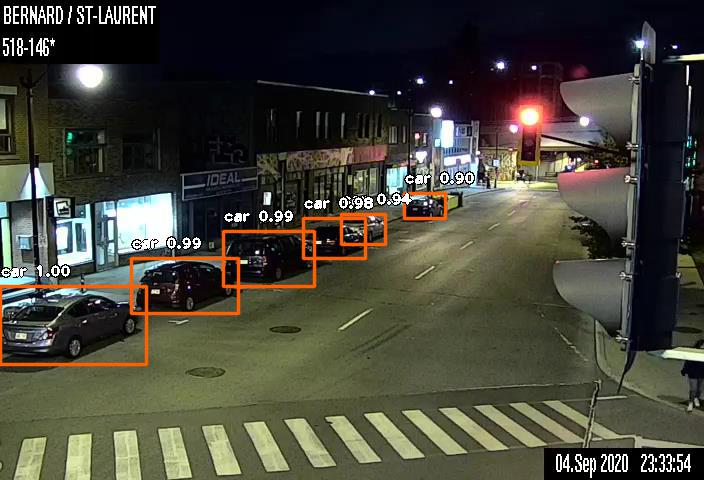 BERNARD / ST-LAURENT
518-146*
IDEAL
car 0.90
car 0.98
0.94
car 0.99
car 0.99
car 1.00
04.Sep 2020 23:33:54